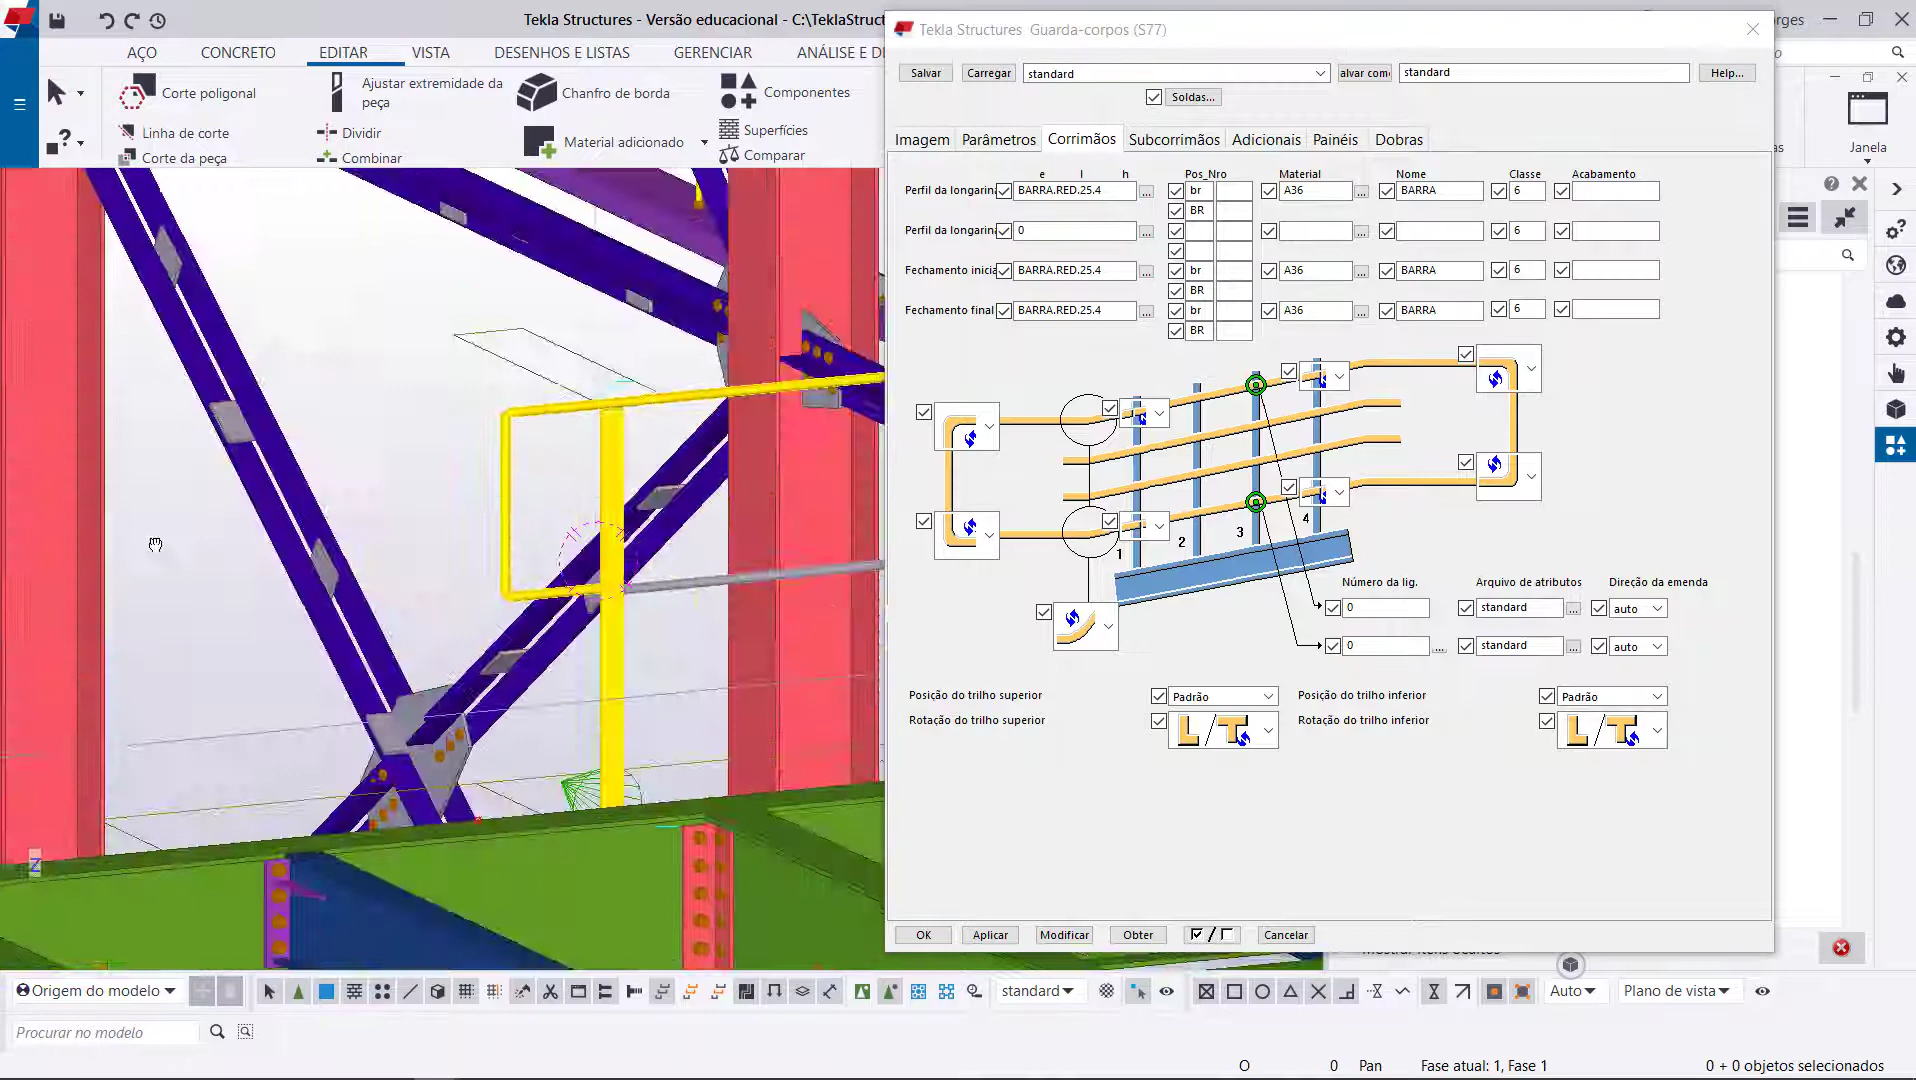 Tekla Structures - Versão educacional - C:\TeklaStruct
rges
AÇO CONCRETO EDITAR VISTA DESENHOS E LISTAS GERENCIAR ANÁLISE E DE
Corte poligonal
Linha de corte
Corte da peça
Ajustar extremidade da peça
Dividir
Combinar
Chanfro de borda
Material adicionado
Componentes
Superfícies
Comparar
Janela
Tekla Structures Guarda-corpos (S77)
Salvar Carregar standard alvar com standard Help...
Soldas...
Imagem Parâmetros Corrimãos Subcorrimãos Adicionais Painéis Dobras
e l h Pos_Nro Material Nome Classe Acabamento
Perfil da longarina BARRA.RED.25.4 ... br A36 ... BARRA 6
BR
Perfil da longarina 0 ... ... 6
Fechamento inicia BARRA.RED.25.4 ... br A36 ... BARRA 6
BR
Fechamento final BARRA.RED.25.4 ... br A36 ... BARRA 6
BR
1 2 3 4
Número da lig. Arquivo de atributos Direção da emenda
0 standard ... auto
0 ... standard ... auto
Posição do trilho superior Padrão Posição do trilho inferior Padrão
Rotação do trilho superior Rotação do trilho inferior
OK Aplicar Modificar Obter / Cancelar
Z
Origem do modelo standard Auto Plano de vista
Procurar no modelo
O 0 Pan Fase atual: 1, Fase 1 0 + 0 objetos selecionados